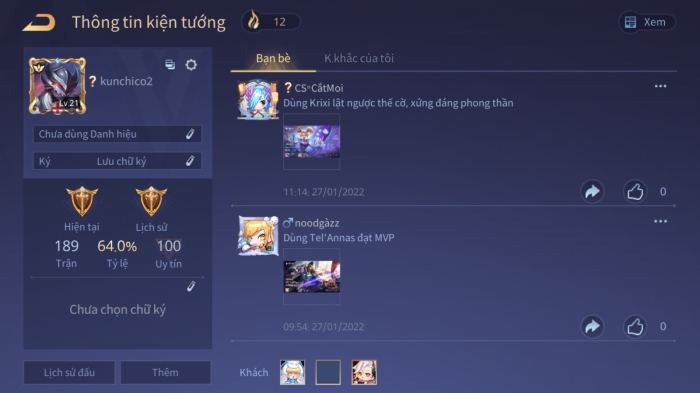 Thông tin kiện tướng
12
Xem
kunchico2
Lv.21
Chưa dùng Danh hiệu
Ký Lưu chữ ký
Hiện tại Lịch sử
189 64.0% 100
Trận Tỷ lệ Uy tín
Chưa chọn chữ ký
Lịch sử đấu Thêm
Bạn bè K.khắc của tôi
? CSᵛCắtMoi
Dùng Krixi lật ngược thế cờ, xứng đáng phong thần
11:14: 27/01/2022 0
♂ noodgàzz
Dùng Tel'Annas đạt MVP
09:54: 27/01/2022 0
Khách